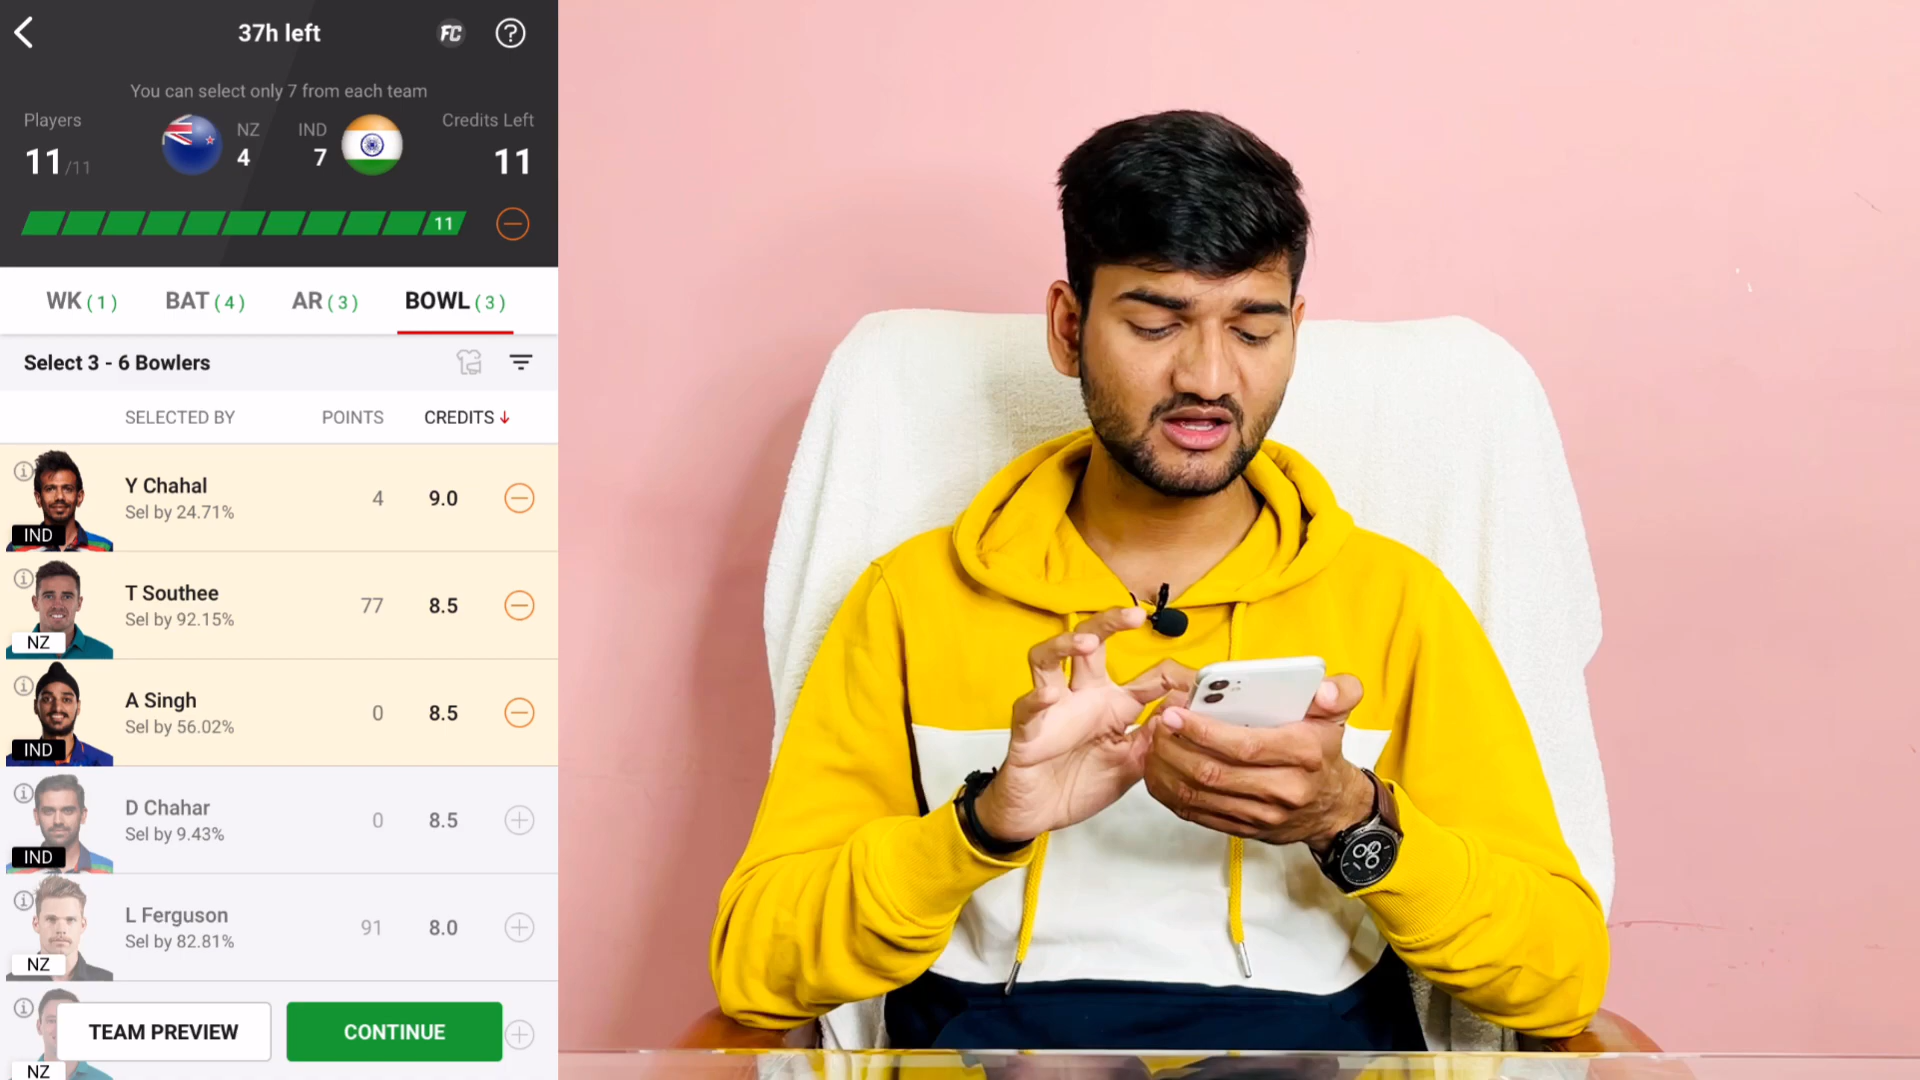 37h left
FC
?
You can select only 7 from each team
Players
NZ
IND
Credits Left
11/11
4
7
11
11
WK (1)
BAT (4)
AR (3)
BOWL (3)
Select 3 - 6 Bowlers
SELECTED BY
POINTS
CREDITS ↓
Y Chahal
Sel by 24.71%
4
9.0
IND
T Southee
Sel by 92.15%
77
8.5
NZ
A Singh
Sel by 56.02%
0
8.5
IND
D Chahar
Sel by 9.43%
0
8.5
IND
L Ferguson
Sel by 82.81%
91
8.0
NZ
TEAM PREVIEW
CONTINUE
NZ